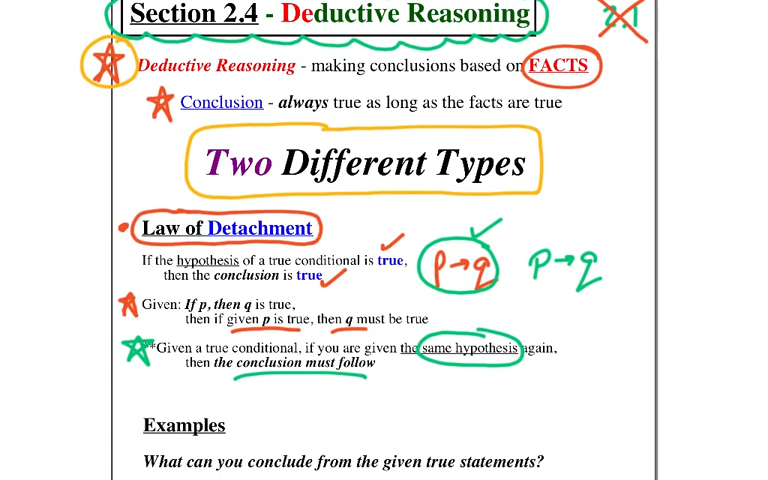 Section 2.4 - Deductive Reasoning
2.1
Deductive Reasoning - making conclusions based on FACTS
Conclusion - always true as long as the facts are true
Two Different Types
Law of Detachment
If the hypothesis of a true conditional is true,
then the conclusion is true.
p→q p→q
Given: If p, then q is true,
then if given p is true, then q must be true
*Given a true conditional, if you are given the same hypothesis again,
then the conclusion must follow
Examples
What can you conclude from the given true statements?